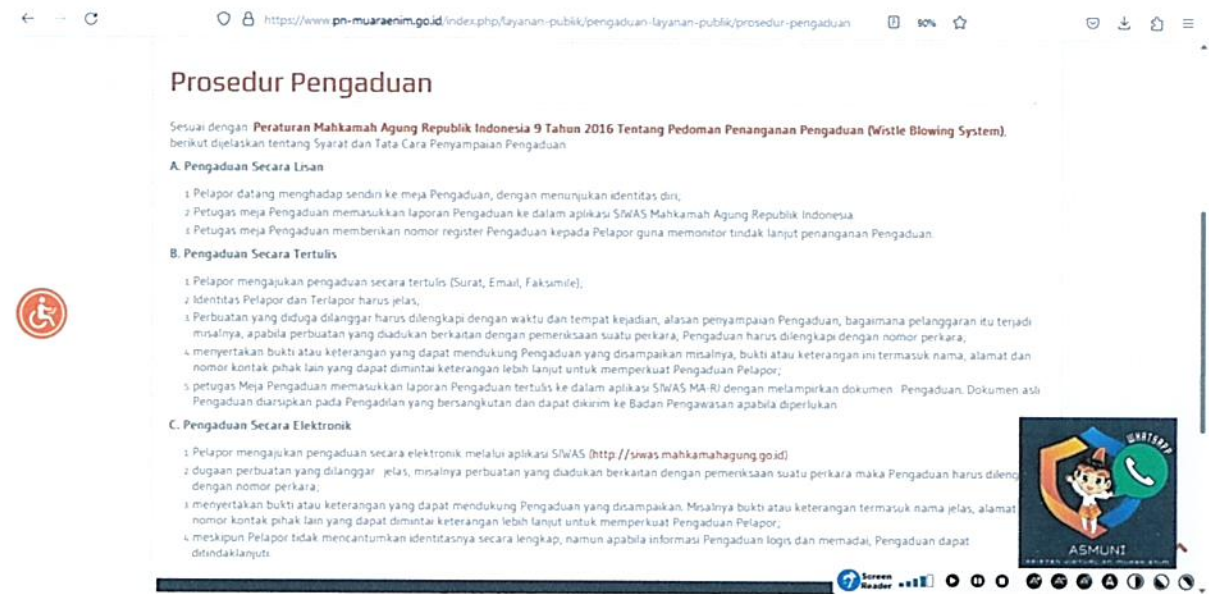 https://www.pn-muaraenim.go.id/index.php/layanan-publik/pengaduan-layanan-publik/prosedur-pengaduan
90%
Prosedur Pengaduan
Sesuai dengan Peraturan Mahkamah Agung Republik Indonesia 9 Tahun 2016 Tentang Pedoman Penanganan Pengaduan (Wistle Blowing System),
berikut dijelaskan tentang Syarat dan Tata Cara Penyampaian Pengaduan
A. Pengaduan Secara Lisan
1 Pelapor datang menghadap sendiri ke meja Pengaduan, dengan menunjukan identitas diri;
2 Petugas meja Pengaduan memasukkan laporan Pengaduan ke dalam aplikasi SIWAS Mahkamah Agung Republik Indonesia
3 Petugas meja Pengaduan memberikan nomor register Pengaduan kepada Pelapor guna memonitor tindak lanjut penanganan Pengaduan.
B. Pengaduan Secara Tertulis
1 Pelapor mengajukan pengaduan secara tertulis (Surat, Email, Faksimile);
2 Identitas Pelapor dan Terlapor harus jelas;
3 Perbuatan yang diduga dilanggar harus dilengkapi dengan waktu dan tempat kejadian, alasan penyampaian Pengaduan, bagaimana pelanggaran itu terjadi
misalnya, apabila perbuatan yang diadukan berkaitan dengan pemeriksaan suatu perkara, Pengaduan harus dilengkapi dengan nomor perkara;
4 menyertakan bukti atau keterangan yang dapat mendukung Pengaduan yang disampaikan misalnya, bukti atau keterangan ini termasuk nama, alamat dan
nomor kontak pihak lain yang dapat dimintai keterangan lebih lanjut untuk memperkuat Pengaduan Pelapor;
5 petugas Meja Pengaduan memasukkan laporan Pengaduan tertulis ke dalam aplikasi SIWAS MA-RI dengan melampirkan dokumen Pengaduan. Dokumen asli
Pengaduan diarsipkan pada Pengadilan yang bersangkutan dan dapat dikirim ke Badan Pengawasan apabila diperlukan
C. Pengaduan Secara Elektronik
1 Pelapor mengajukan pengaduan secara elektronik melalui aplikasi SIWAS (http://siwas.mahkamahagung.go.id)
2 dugaan perbuatan yang dilanggar jelas, misalnya perbuatan yang diadukan berkaitan dengan pemeriksaan suatu perkara maka Pengaduan harus dileng
dengan nomor perkara;
3 menyertakan bukti atau keterangan yang dapat mendukung Pengaduan yang disampaikan. Misalnya bukti atau keterangan termasuk nama jelas, alamat
nomor kontak pihak lain yang dapat dimintai keterangan lebih lanjut untuk memperkuat Pengaduan Pelapor;
4 meskipun Pelapor tidak mencantumkan identitasnya secara lengkap, namun apabila informasi Pengaduan logis dan memadai, Pengaduan dapat
ditindaklanjuti
WHATSAPP
ASMUNI
Screen
Reader